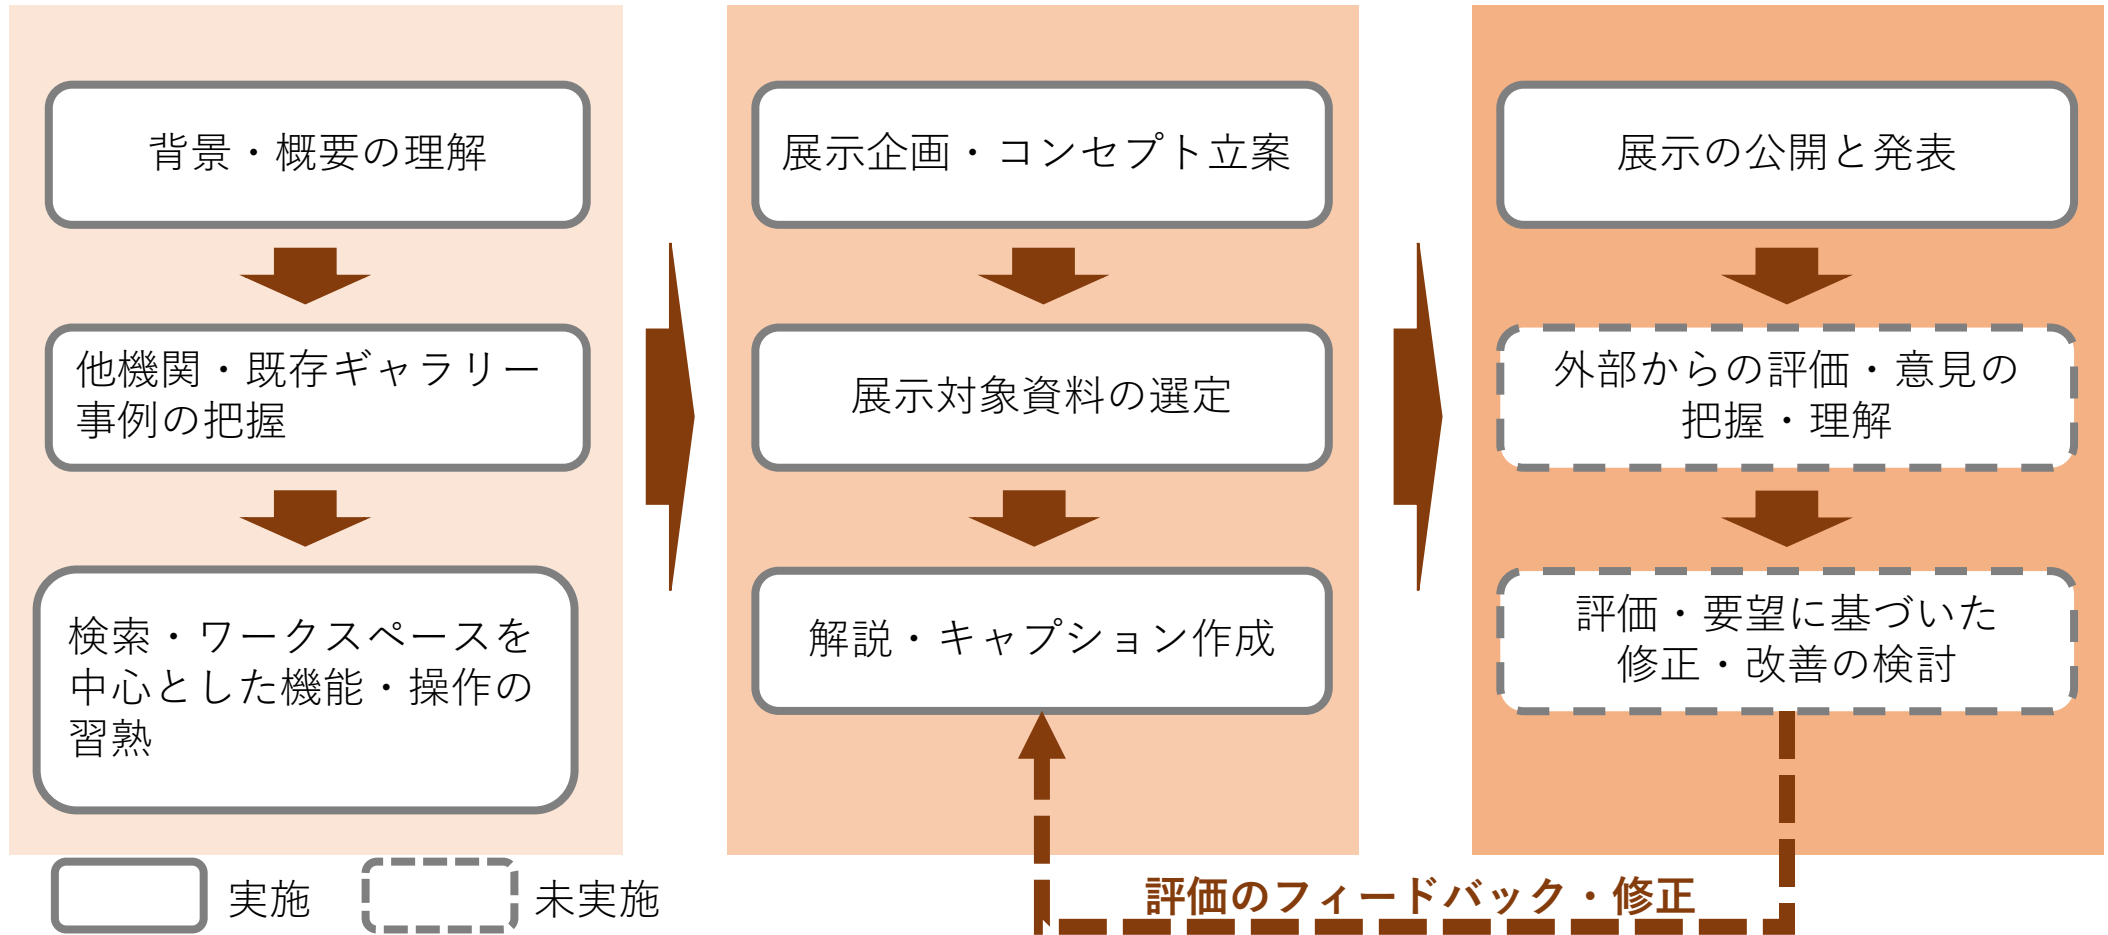 背景・概要の理解
他機関・既存ギャラリー
事例の把握
検索・ワークスペースを
中心とした機能・操作の
習熟
展示企画・コンセプト立案
展示対象資料の選定
解説・キャプション作成
展示の公開と発表
外部からの評価・意見の
把握・理解
評価・要望に基づいた
修正・改善の検討
評価のフィードバック・修正
実施
未実施